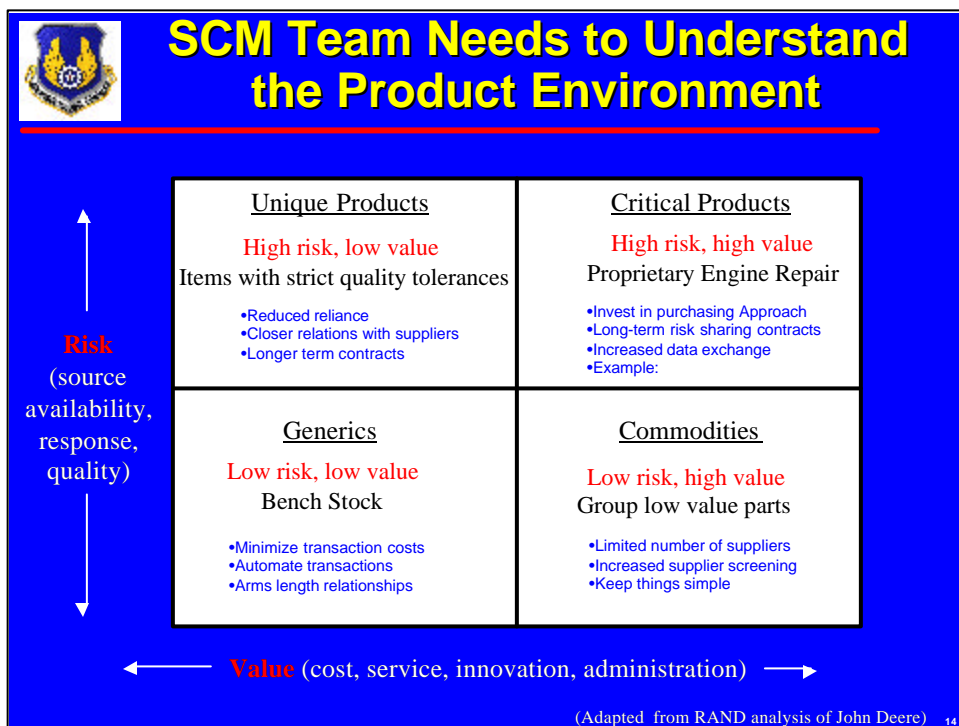 SCM Team Needs to Understand
the Product Environment
Unique Products
High risk, low value
Items with strict quality tolerances
•Reduced reliance
•Closer relations with suppliers
•Longer term contracts
Critical Products
High risk, high value
Proprietary Engine Repair
•Invest in purchasing Approach
•Long-term risk sharing contracts
•Increased data exchange
•Example:
Risk
(source
availability,
response,
quality)
Generics
Low risk, low value
Bench Stock
•Minimize transaction costs
•Automate transactions
•Arms length relationships
Commodities
Low risk, high value
Group low value parts
•Limited number of suppliers
•Increased supplier screening
•Keep things simple
Value (cost, service, innovation, administration)
(Adapted from RAND analysis of John Deere)
14